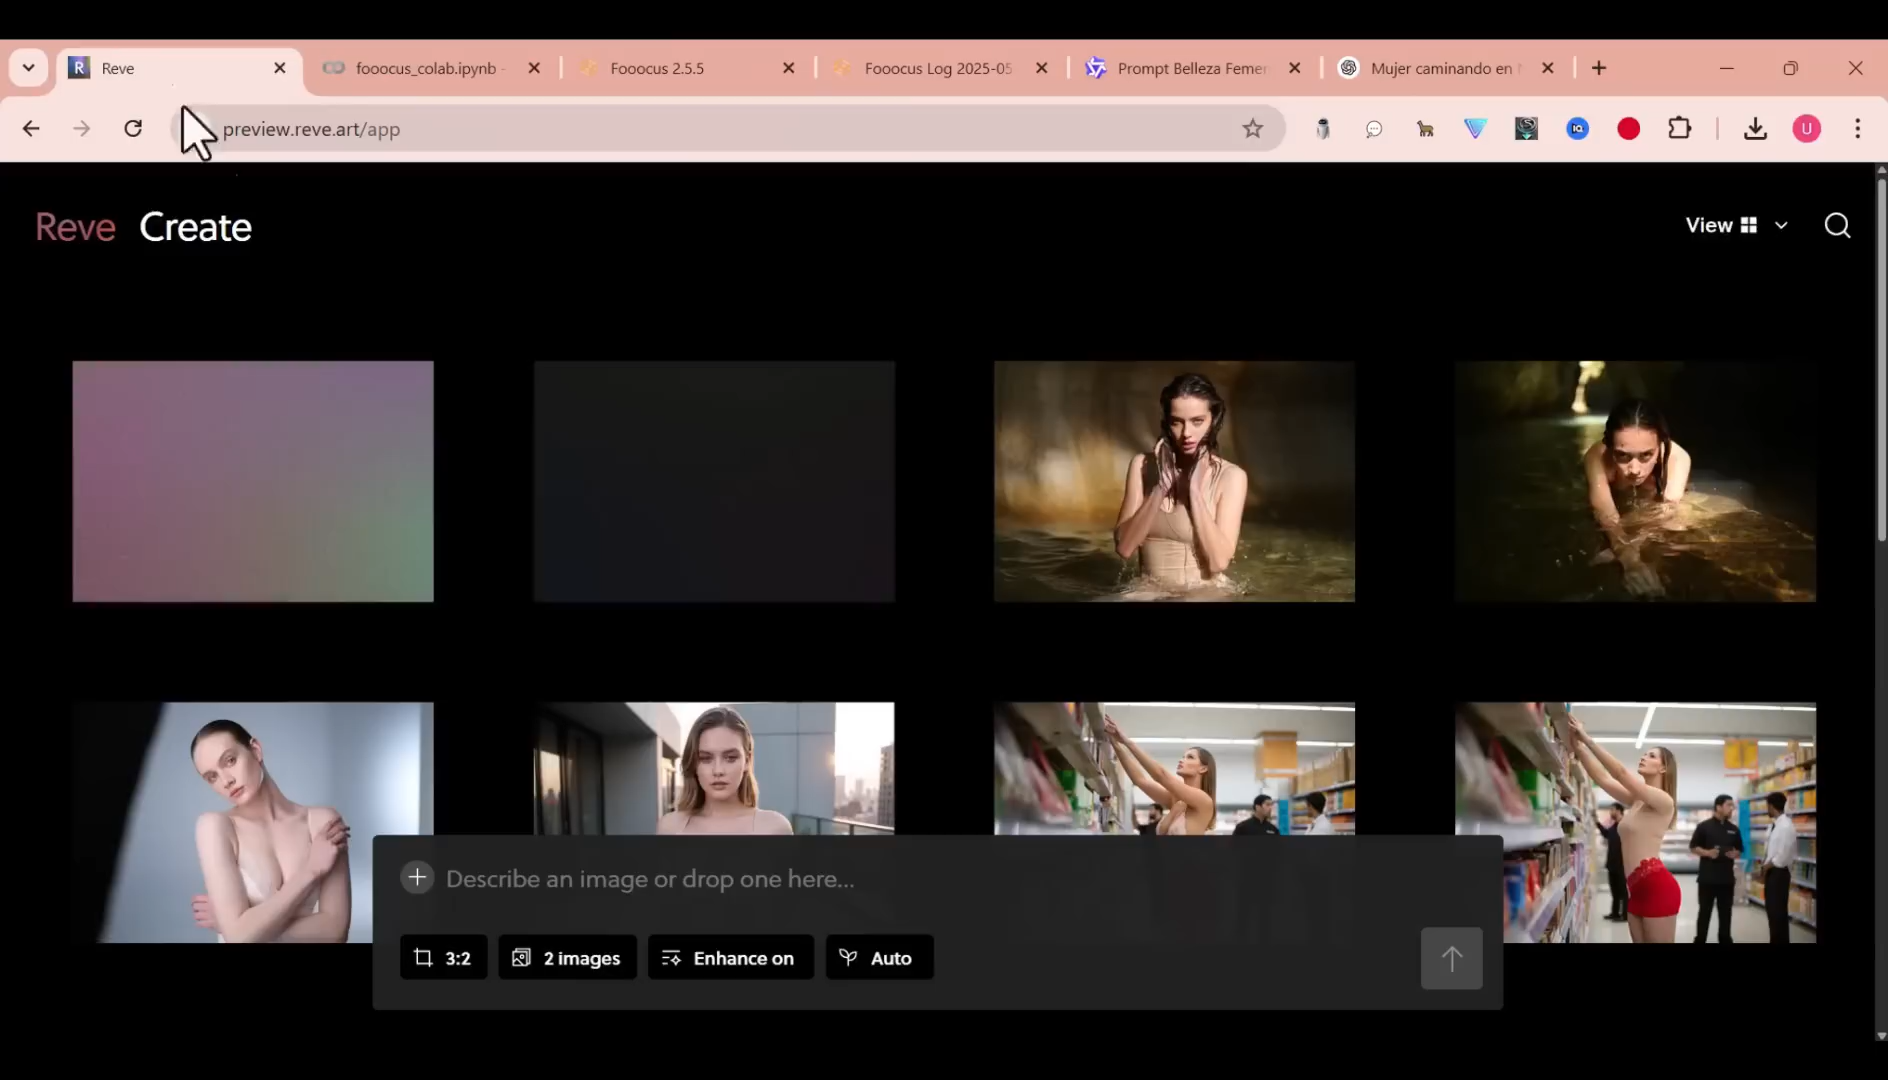 Reve
fooocus_colab.ipynb
Fooocus 2.5.5
Fooocus Log 2025-05
Prompt Belleza Femer
Mujer caminando en
preview.reve.art/app
U
Reve Create
View
Describe an image or drop one here...
3:2
2 images
Enhance on
Auto